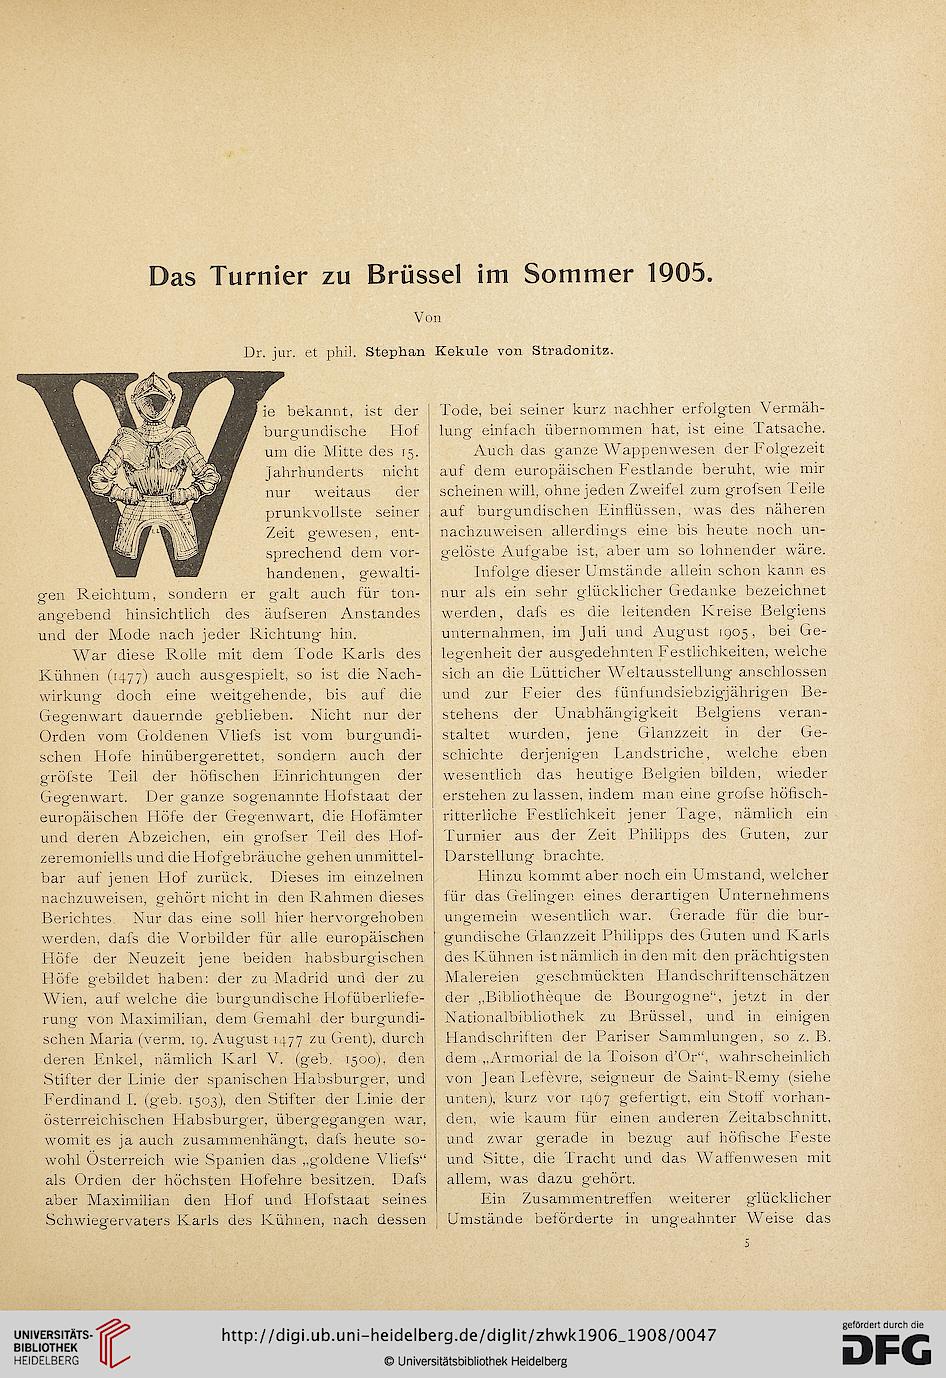 Das Turnier zu Brüssel im Sommer 1905.
Von
Dr. jur. et phil. Stephan Kekule von Stradonitz.
Wie bekannt, ist der
burgundische Hof
um die Mitte des 15.
Jahrhunderts nicht
nur weitaus der
prunkvollste seiner
Zeit gewesen, ent-
sprechend dem vor-
handenen, gewalti-
gen Reichtum, sondern er galt auch für ton-
angebend hinsichtlich des äufseren Anstandes
und der Mode nach jeder Richtung hin.
War diese Rolle mit dem Tode Karls des
Kühnen (1477) auch ausgespielt, so ist die Nach-
wirkung doch eine weitgehende, bis auf die
Gegenwart dauernde geblieben. Nicht nur der
Orden vom Goldenen Vliefs ist vom burgundi-
schen Hofe hinübergerettet, sondern auch der
gröfste Teil der höfischen Einrichtungen der
Gegenwart. Der ganze sogenannte Hofstaat der
europäischen Höfe der Gegenwart, die Hofämter
und deren Abzeichen, ein grofser Teil des Hof-
zeremoniells und die Hofgebräuche gehen unmittel-
bar auf jenen Hof zurück. Dieses im einzelnen
nachzuweisen, gehört nicht in den Rahmen dieses
Berichtes. Nur das eine soll hier hervorgehoben
werden, dafs die Vorbilder für alle europäischen
Höfe der Neuzeit jene beiden habsburgischen
Höfe gebildet haben: der zu Madrid und der zu
Wien, auf welche die burgundische Hofüberliefe-
rung von Maximilian, dem Gemahl der burgundi-
schen Maria (verm. 19. August 1477 zu Gent), durch
deren Enkel, nämlich Karl V. (geb. 1500), den
Stifter der Linie der spanischen Habsburger, und
Ferdinand I. (geb. 1503), den Stifter der Linie der
österreichischen Habsburger, übergegangen war,
womit es ja auch zusammenhängt, dafs heute so-
wohl Österreich wie Spanien das „goldene Vliefs“
als Orden der höchsten Hofehre besitzen. Dafs
aber Maximilian den Hof und Hofstaat seines
Schwiegervaters Karls des Kühnen, nach dessen
Tode, bei seiner kurz nachher erfolgten Vermäh-
lung einfach übernommen hat, ist eine Tatsache.
Auch das ganze Wappenwesen der Folgezeit
auf dem europäischen Festlande beruht, wie mir
scheinen will, ohne jeden Zweifel zum grofsen Teile
auf burgundischen Einflüssen, was des näheren
nachzuweisen allerdings eine bis heute noch un-
gelöste Aufgabe ist, aber um so lohnender wäre.
Infolge dieser Umstände allein schon kann es
nur als ein sehr glücklicher Gedanke bezeichnet
werden, dafs es die leitenden Kreise Belgiens
unternahmen, im Juli und August 1905, bei Ge-
legenheit der ausgedehnten Festlichkeiten, welche
sich an die Lütticher Weltausstellung anschlossen
und zur Feier des fünfundsiebzigjährigen Be-
stehens der Unabhängigkeit Belgiens veran-
staltet wurden, jene Glanzzeit in der Ge-
schichte derjenigen Landstriche, welche eben
wesentlich das heutige Belgien bilden, wieder
erstehen zu lassen, indem man eine grofse höfisch-
ritterliche Festlichkeit jener Tage, nämlich ein
Turnier aus der Zeit Philipps des Guten, zur
Darstellung brachte.
Hinzu kommt aber noch ein Umstand, welcher
für das Gelingen eines derartigen Unternehmens
ungemein wesentlich war. Gerade für die bur-
gundische Glanzzeit Philipps des Guten und Karls
des Kühnen ist nämlich in den mit den prächtigsten
Malereien geschmückten Handschriftenschätzen
der „Bibliothèque de Bourgogne“, jetzt in der
Nationalbibliothek zu Brüssel, und in einigen
Handschriften der Pariser Sammlungen, so z. B.
dem „Armorial de la Toison d'Or“, wahrscheinlich
von Jean Lefèvre, seigneur de Saint-Remy (siehe
unten), kurz vor 1467 gefertigt, ein Stoff vorhan-
den, wie kaum für einen anderen Zeitabschnitt,
und zwar gerade in bezug auf höfische Feste
und Sitte, die Tracht und das Waffenwesen mit
allem, was dazu gehört.
Ein Zusammentreffen weiterer glücklicher
Umstände beförderte in ungeahnter Weise das
5
UNIVERSITÄTS-
BIBLIOTHEK
HEIDELBERG
http://digi.ub.uni-heidelberg.de/diglit/zhwk1906_1908/0047
© Universitätsbibliothek Heidelberg
gefördert durch die
DFG